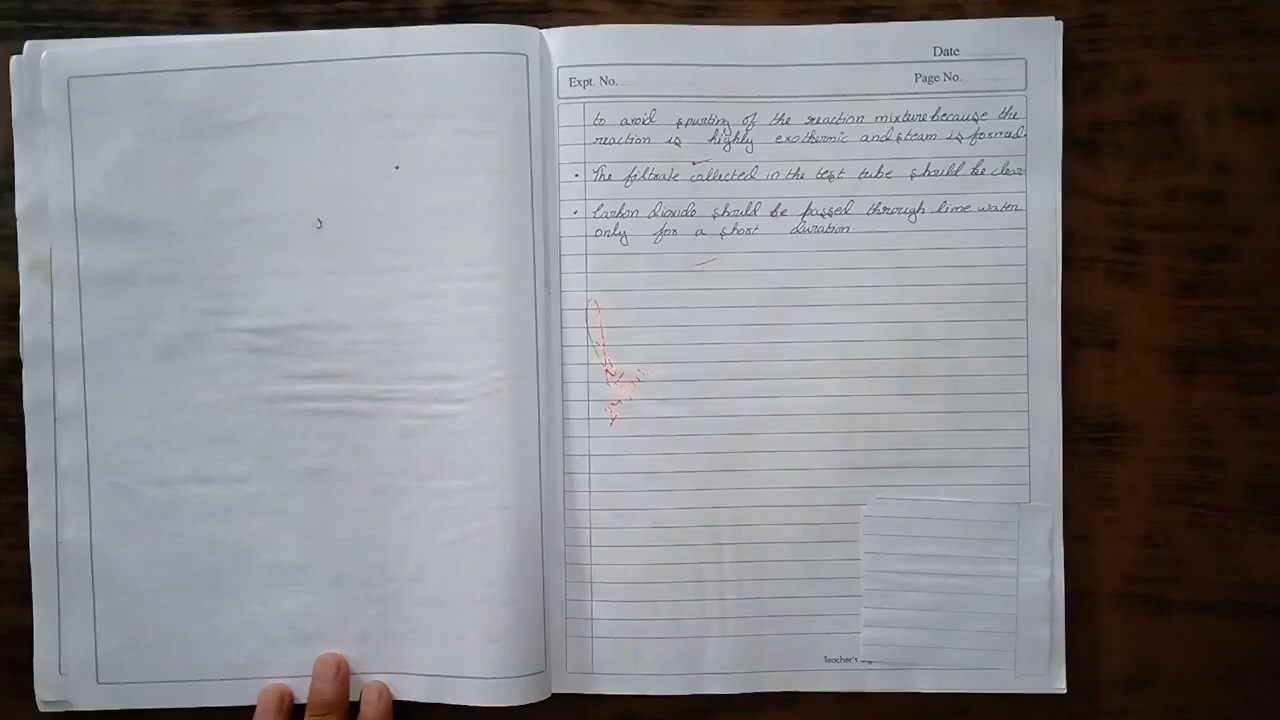 Date
Expt. No.
Page No.
to avoid spurting of the reaction mixture because the
reaction is highly exothermic and steam is formed.
• The filtrate collected in the test tube should be clear.
• Carbon dioxide should be passed through lime water
only for a short duration.
Teacher's